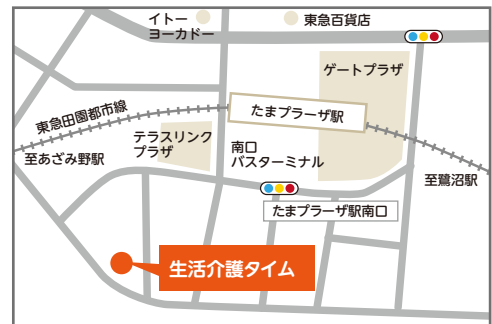 イトー
ヨーカドー
東急百貨店
ゲートプラザ
たまプラーザ駅
東急田園都市線
至あざみ野駅
テラスリンク
プラザ
南口
バスターミナル
至鷺沼駅
たまプラーザ駅南口
生活介護タイム